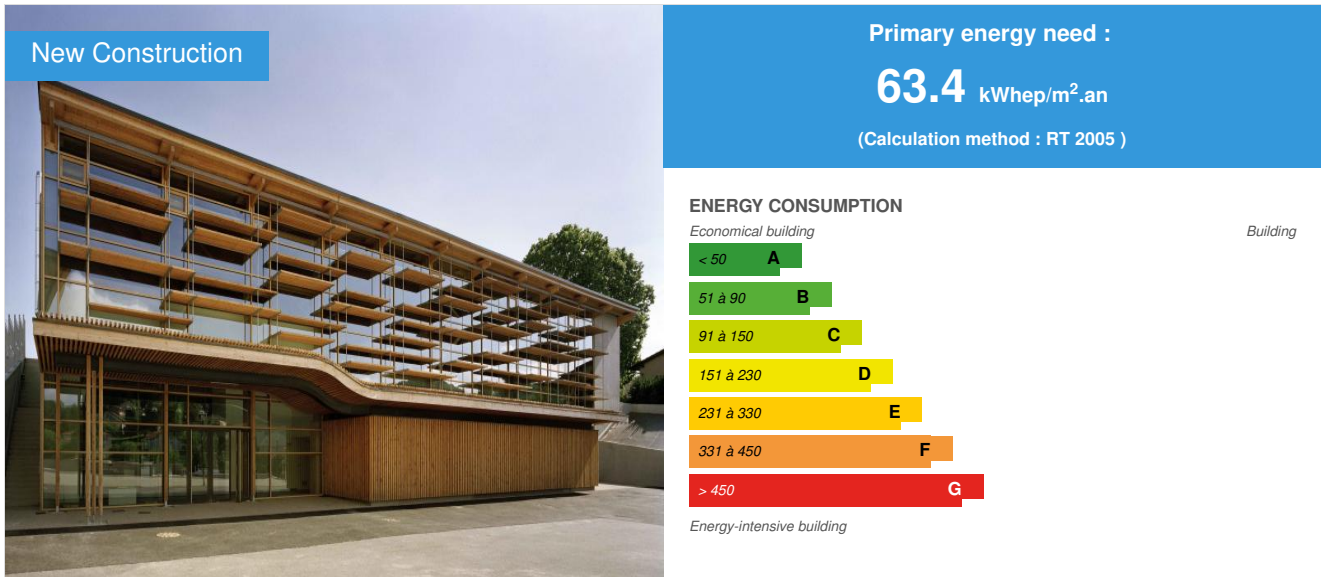 New Construction
Primary energy need :
63.4 kWhep/m².an
(Calculation method : RT 2005 )
ENERGY CONSUMPTION
Economical building
Building
< 50 A
51 à 90 B
91 à 150 C
151 à 230 D
231 à 330 E
331 à 450 F
> 450 G
Energy-intensive building